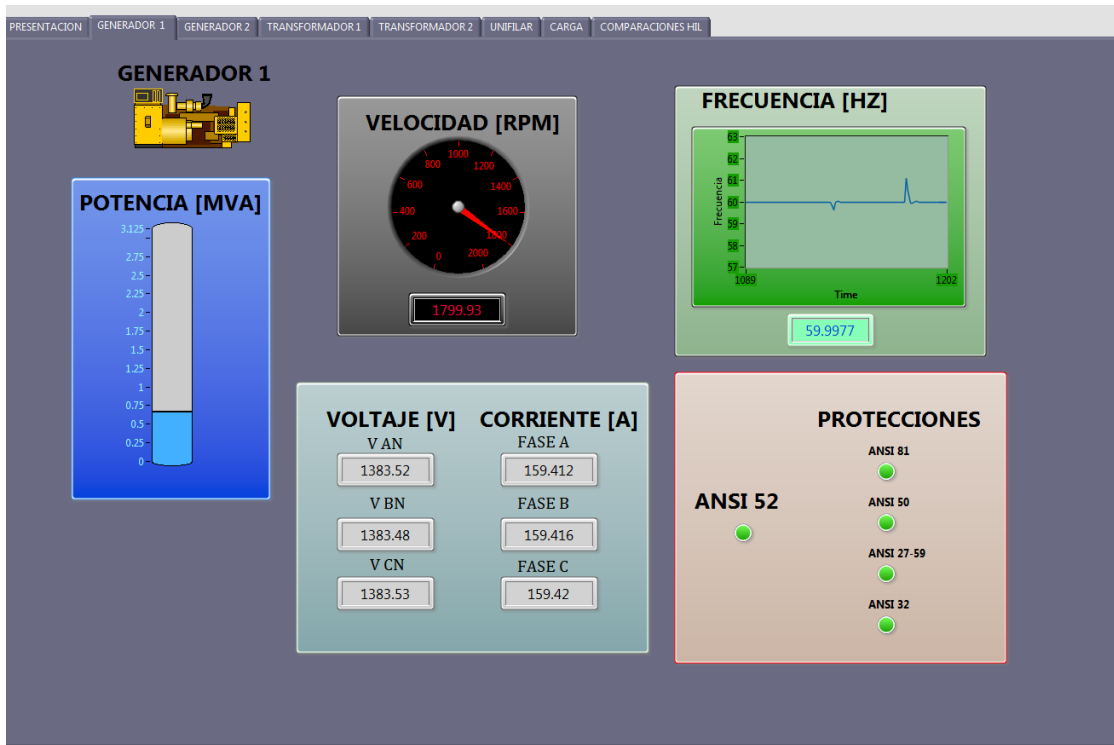 PRESENTACION GENERADOR 1 GENERADOR 2 TRANSFORMADOR 1 TRANSFORMADOR 2 UNIFILAR CARGA COMPARACIONES HIL
GENERADOR 1
POTENCIA [MVA]
3.125
2.75
2.5
2.25
2
1.75
1.5
1.25
1
0.75
0.5
0.25
0
VELOCIDAD [RPM]
0
200
400
600
800
1000
1200
1400
1600
1800
2000
1799.93
FRECUENCIA [HZ]
Frecuencia
63
62
61
60
59
58
57
1089 1202
Time
59.9977
VOLTAJE [V] CORRIENTE [A]
V AN FASE A
1383.52 159.412
V BN FASE B
1383.48 159.416
V CN FASE C
1383.53 159.42
PROTECCIONES
ANSI 52
ANSI 81
ANSI 50
ANSI 27-59
ANSI 32